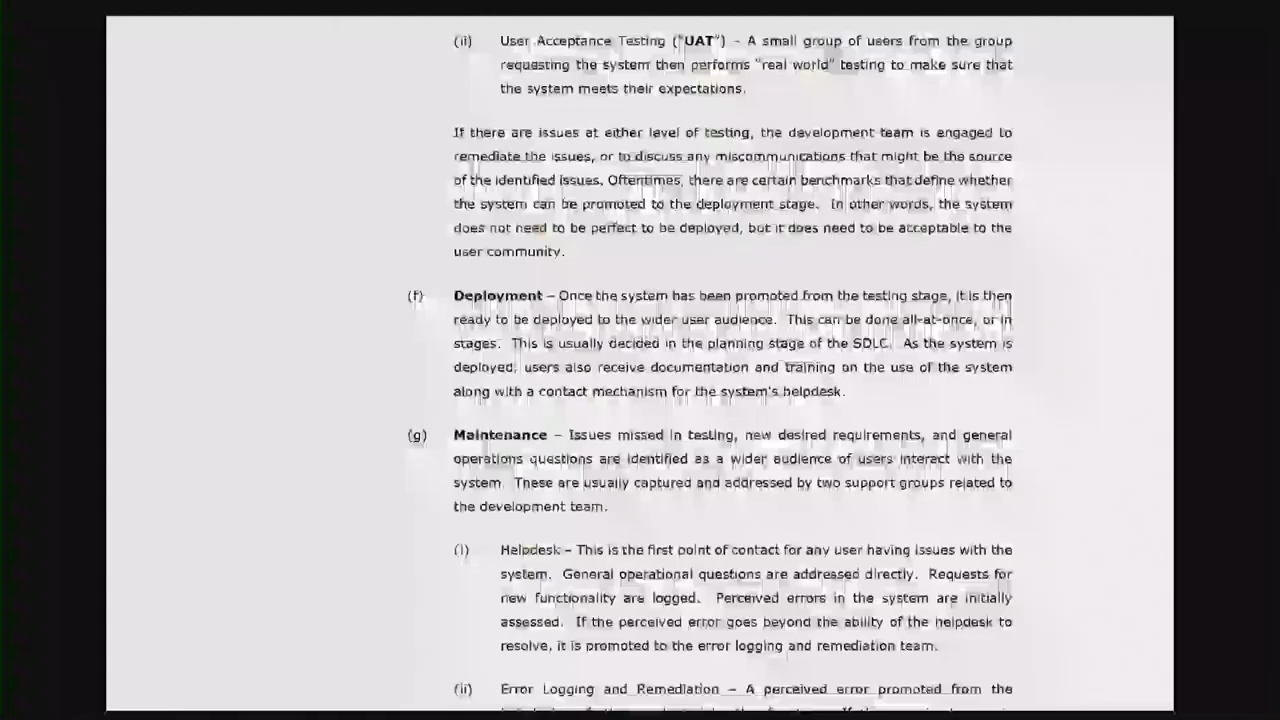 (ii) User Acceptance Testing ("UAT") – A small group of users from the group
requesting the system then performs "real world" testing to make sure that
the system meets their expectations.
If there are issues at either level of testing, the development team is engaged to
remediate the issues, or to discuss any miscommunications that might be the source
of the identified issues. Oftentimes, there are certain benchmarks that define whether
the system can be promoted to the deployment stage. In other words, the system
does not need to be perfect to be deployed, but it does need to be acceptable to the
user community.
(f) Deployment – Once the system has been promoted from the testing stage, it is then
ready to be deployed to the wider user audience. This can be done all-at-once, or in
stages. This is usually decided in the planning stage of the SDLC. As the system is
deployed, users also receive documentation and training on the use of the system
along with a contact mechanism for the system's helpdesk.
(g) Maintenance – Issues missed in testing, new desired requirements, and general
operations questions are identified as a wider audience of users interact with the
system. These are usually captured and addressed by two support groups related to
the development team.
(i) Helpdesk – This is the first point of contact for any user having issues with the
system. General operational questions are addressed directly. Requests for
new functionality are logged. Perceived errors in the system are initially
assessed. If the perceived error goes beyond the ability of the helpdesk to
resolve, it is promoted to the error logging and remediation team.
(ii) Error Logging and Remediation – A perceived error promoted from the